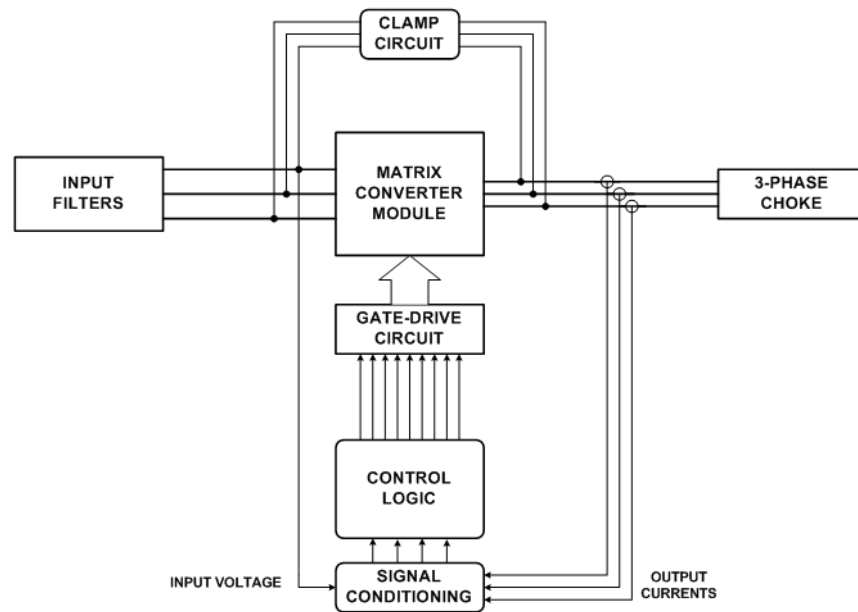 CLAMP
CIRCUIT
INPUT
FILTERS
MATRIX
CONVERTER
MODULE
3-PHASE
CHOKE
GATE-DRIVE
CIRCUIT
CONTROL
LOGIC
INPUT VOLTAGE
SIGNAL
CONDITIONING
OUTPUT
CURRENTS